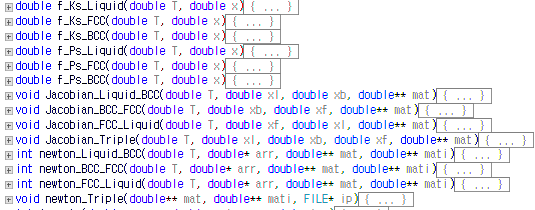 double f_Ks_Liquid(double T, double x){ ... }
double f_Ks_FCC(double T, double x){ ... }
double f_Ks_BCC(double T, double x){ ... }
double f_Ps_Liquid(double T, double x){ ... }
double f_Ps_FCC(double T, double x){ ... }
double f_Ps_BCC(double T, double x){ ... }
void Jacobian_Liquid_BCC(double T, double xl, double xb, double** mat){ ... }
void Jacobian_BCC_FCC(double T, double xb, double xf, double** mat){ ... }
void Jacobian_FCC_Liquid(double T, double xf, double xl, double** mat){ ... }
void Jacobian_Triple(double T, double xl, double xb, double xf, double** mat){ ... }
int newton_Liquid_BCC(double T, double* arr, double** mat, double** mati){ ... }
int newton_BCC_FCC(double T, double* arr, double** mat, double** mati){ ... }
int newton_FCC_Liquid(double T, double* arr, double** mat, double** mati){ ... }
void newton_Triple(double** mat, double** mati, FILE* ip){ ... }